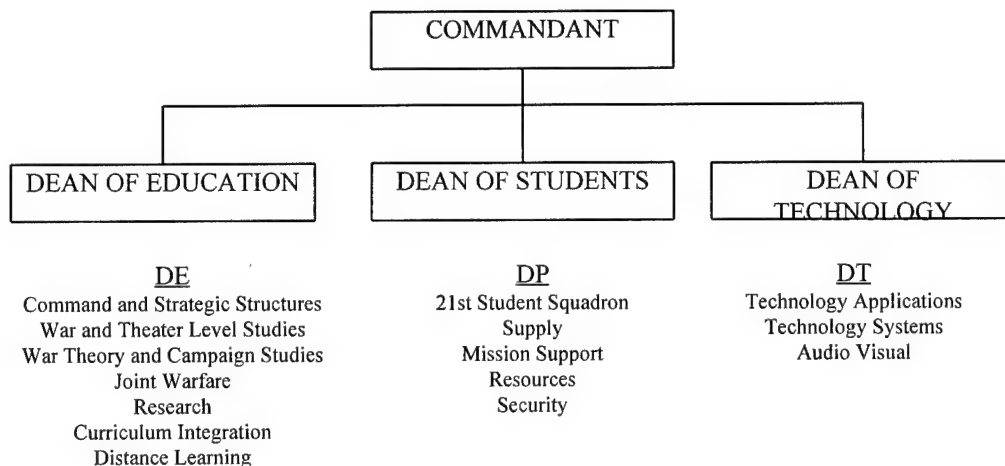 COMMANDANT
DEAN OF EDUCATION
DEAN OF STUDENTS
DEAN OF
TECHNOLOGY
DE
Command and Strategic Structures
War and Theater Level Studies
War Theory and Campaign Studies
Joint Warfare
Research
Curriculum Integration
Distance Learning
DP
21st Student Squadron
Supply
Mission Support
Resources
Security
DT
Technology Applications
Technology Systems
Audio Visual